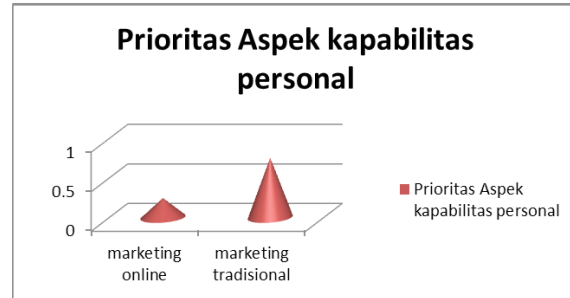 Prioritas Aspek kapabilitas
personal
1
0.5
0
marketing
online
marketing
tradisional
Prioritas Aspek
kapabilitas personal